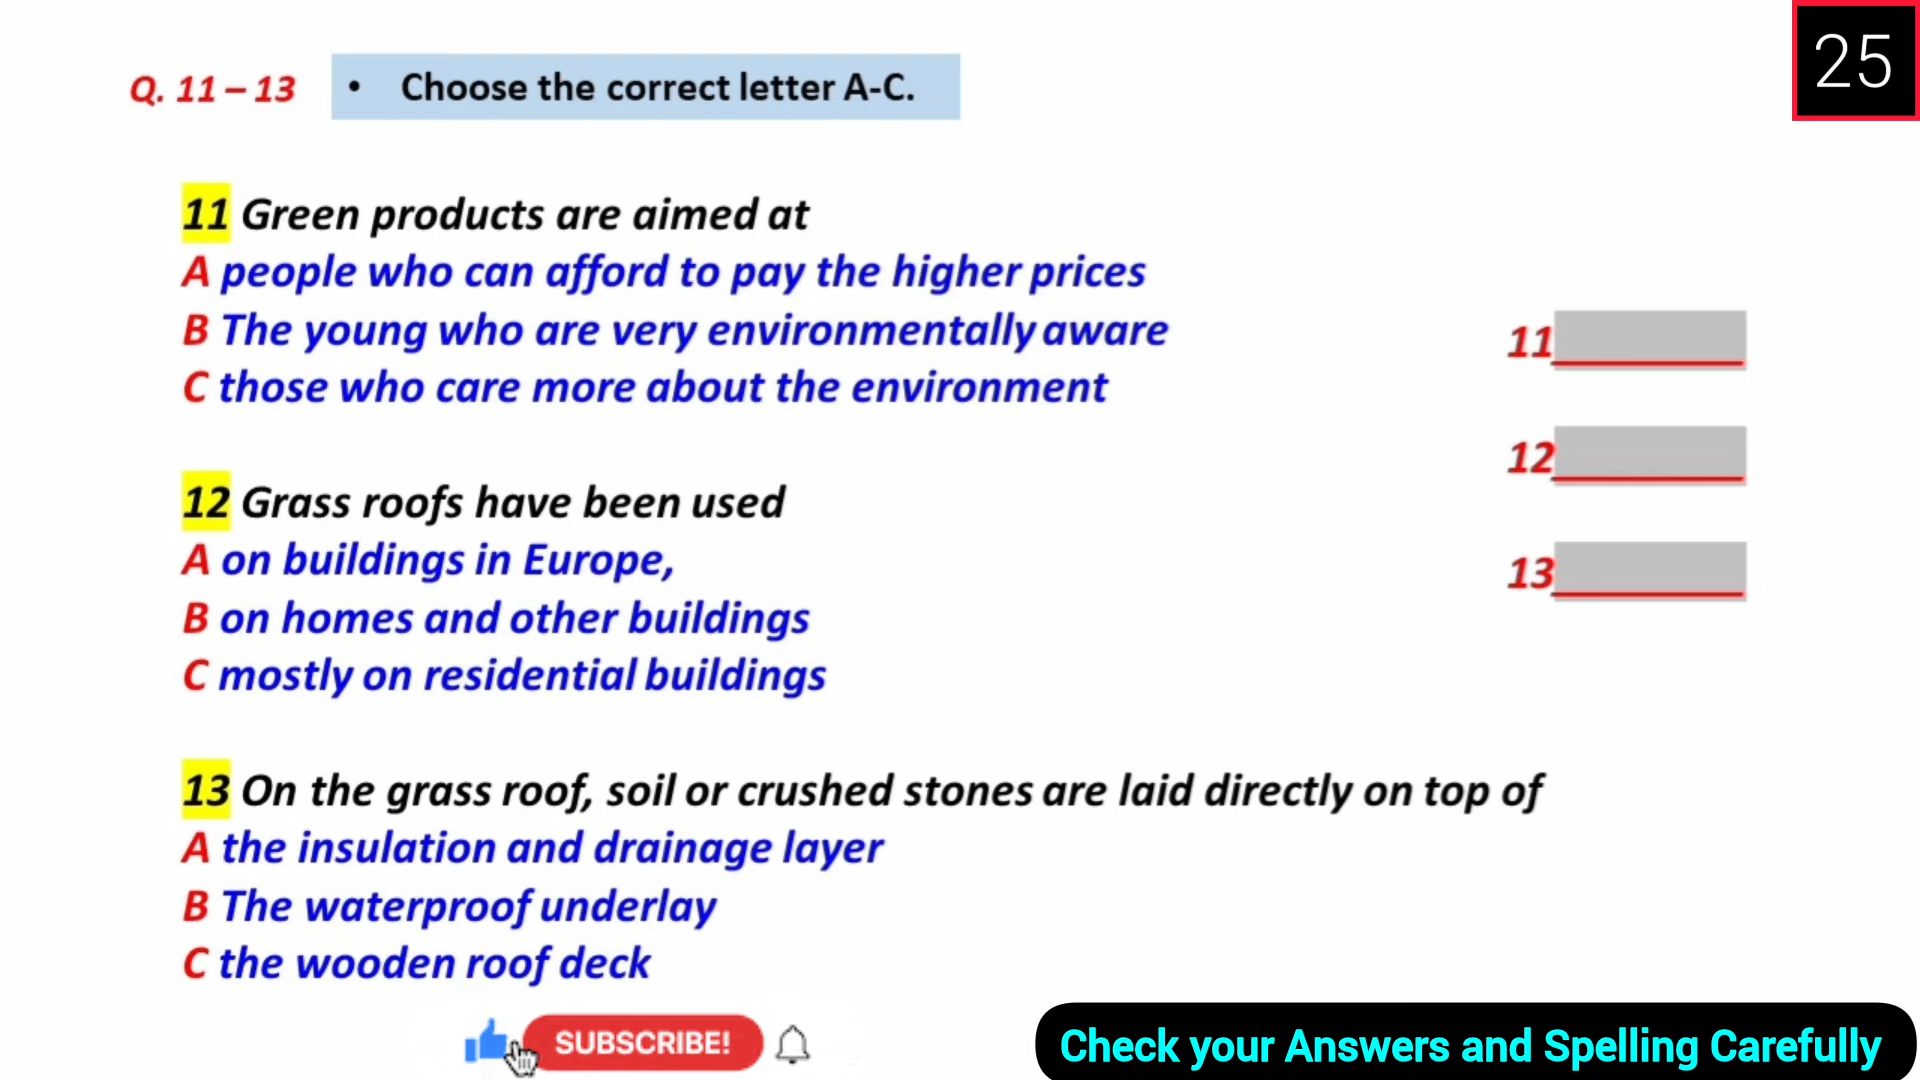 25
Q. 11 – 13
• Choose the correct letter A-C.
11 Green products are aimed at
A people who can afford to pay the higher prices
B The young who are very environmentally aware
C those who care more about the environment
12 Grass roofs have been used
A on buildings in Europe,
B on homes and other buildings
C mostly on residential buildings
13 On the grass roof, soil or crushed stones are laid directly on top of
A the insulation and drainage layer
B The waterproof underlay
C the wooden roof deck
11
12
13
SUBSCRIBE!
Check your Answers and Spelling Carefully